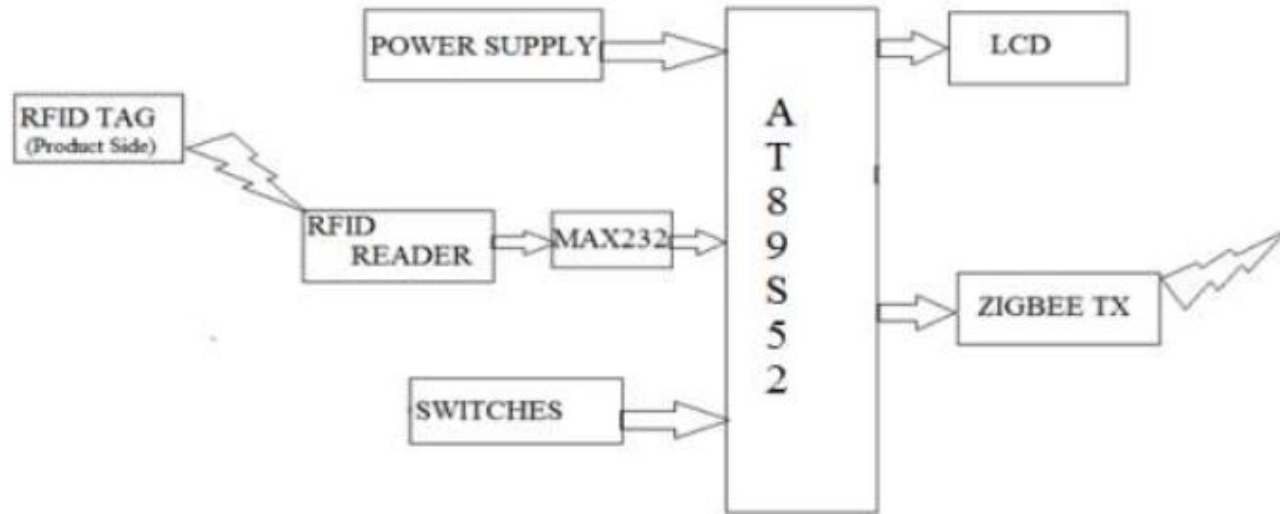 POWER SUPPLY
LCD
RFID TAG
(Product Side)
RFID
READER
MAX232
A
T
8
9
S
5
2
ZIGBEE TX
SWITCHES